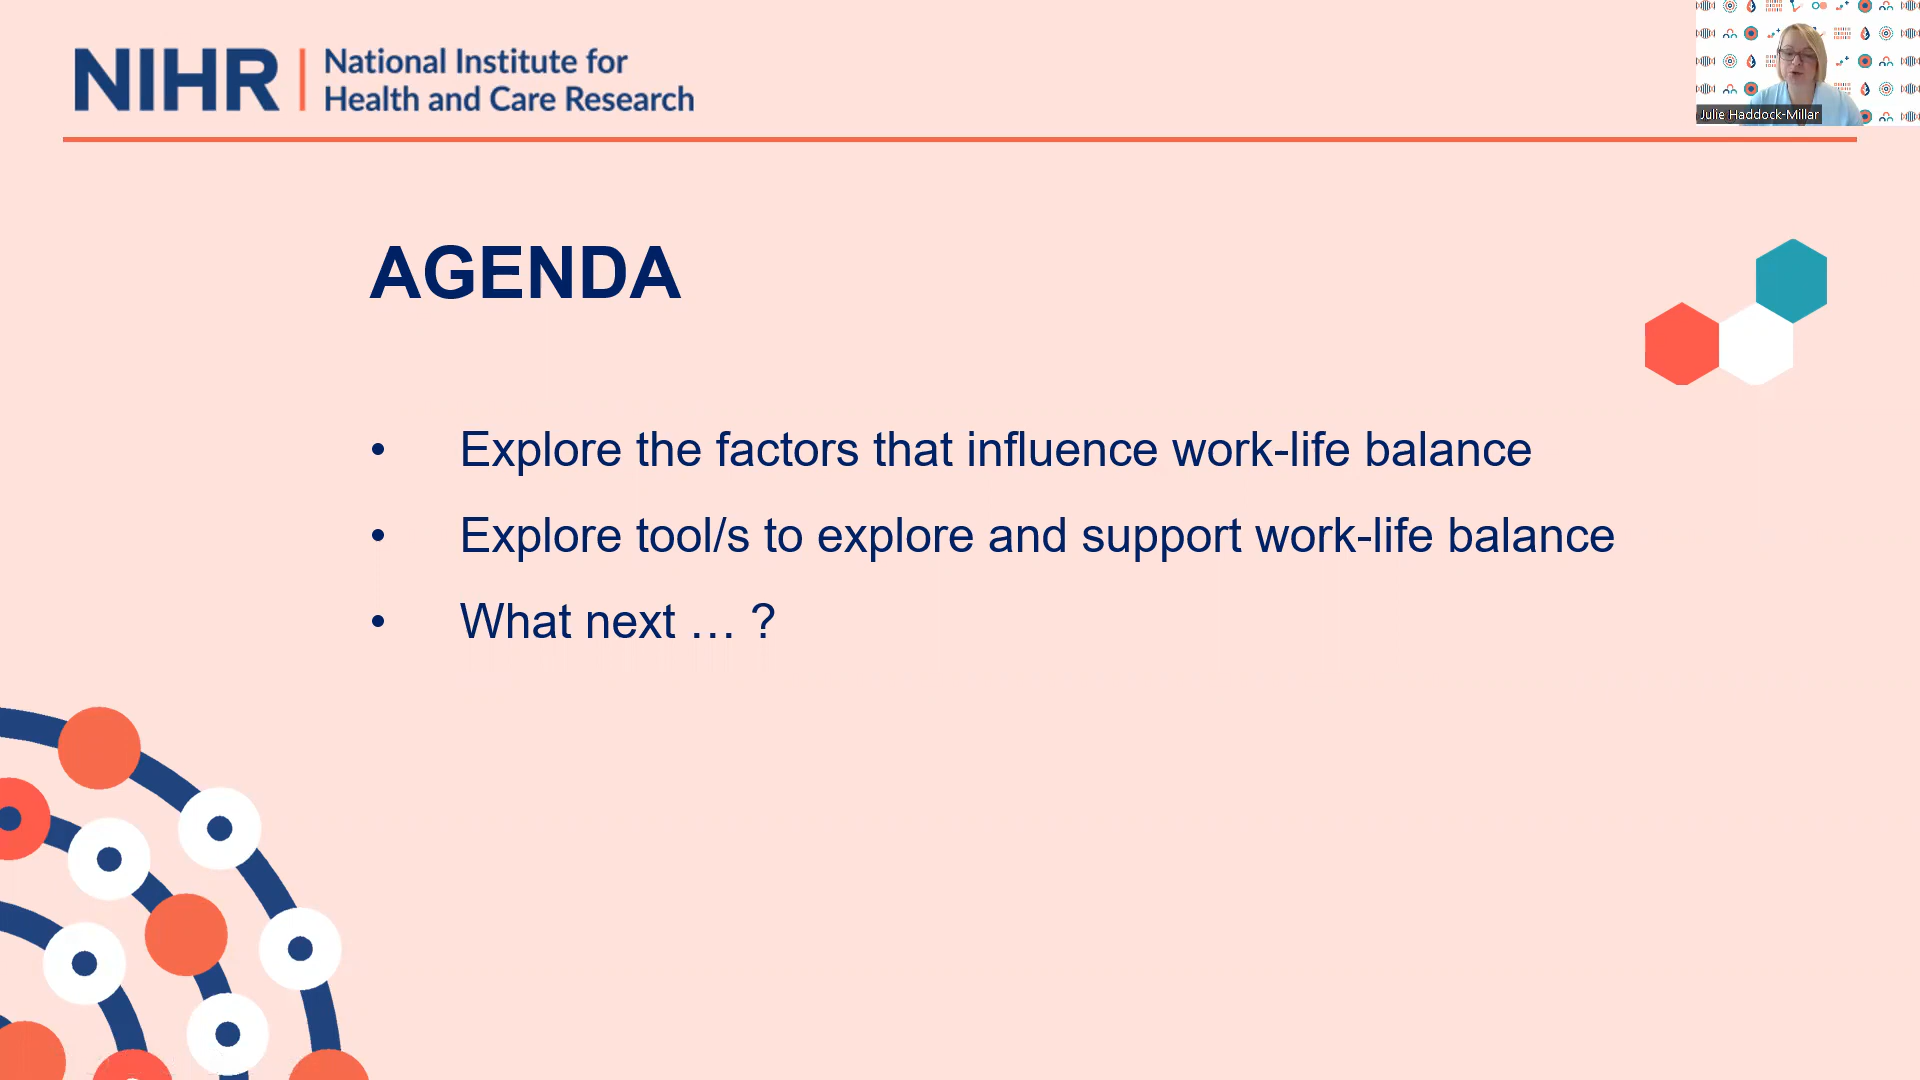 NIHR
National Institute for
Health and Care Research
Julie Haddock-Millar
AGENDA
• Explore the factors that influence work-life balance
• Explore tool/s to explore and support work-life balance
• What next … ?